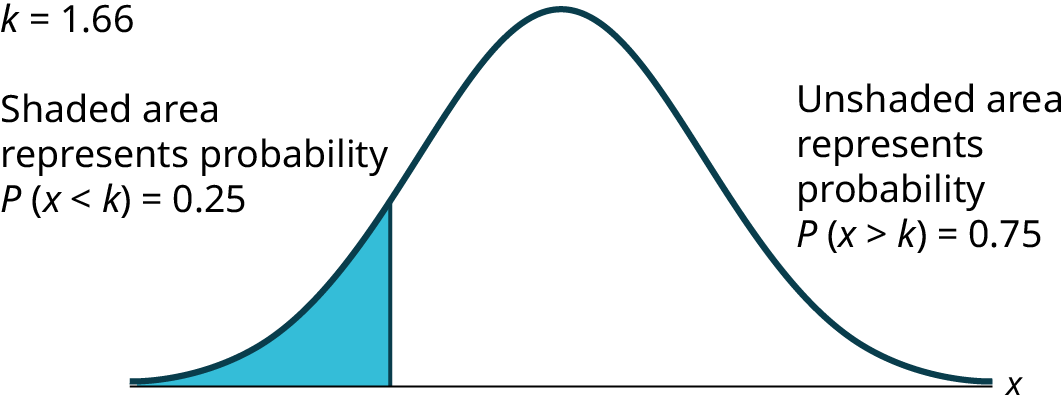 k = 1.66
Shaded area
represents probability
P (x < k) = 0.25
Unshaded area
represents
probability
P (x > k) = 0.75
x